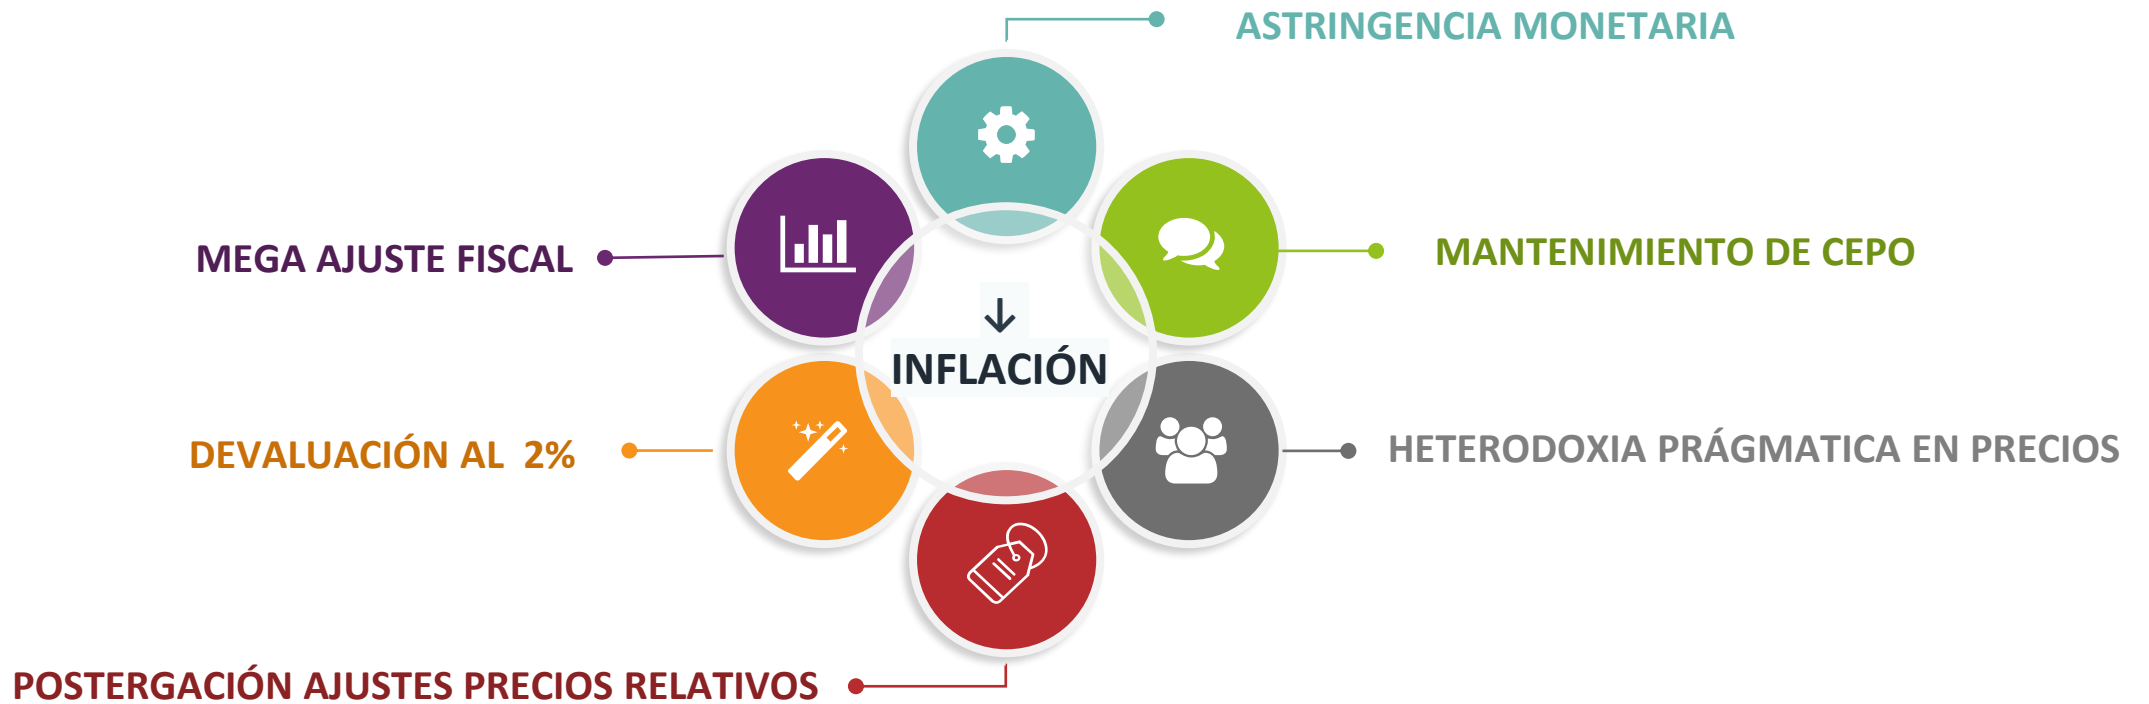 ASTRINGENCIA MONETARIA
MEGA AJUSTE FISCAL
MANTENIMIENTO DE CEPO
↓
INFLACIÓN
DEVALUACIÓN AL  2%
HETERODOXIA PRÁGMATICA EN PRECIOS
POSTERGACIÓN AJUSTES PRECIOS RELATIVOS